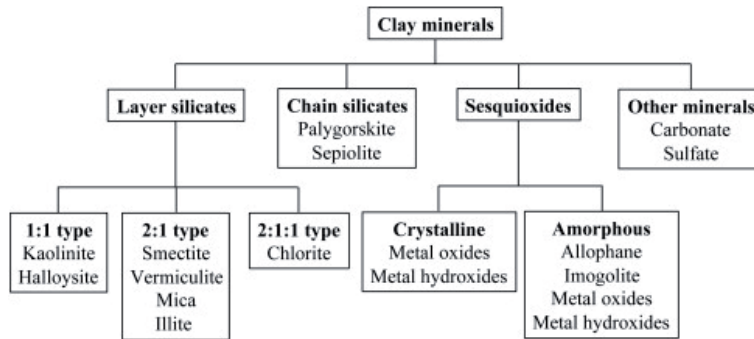 Clay minerals
Layer silicates
Chain silicates
Palygorskite
Sepiolite
Sesquioxides
Other minerals
Carbonate
Sulfate
1:1 type
Kaolinite
Halloysite
2:1 type
Smectite
Vermiculite
Mica
Illite
2:1:1 type
Chlorite
Crystalline
Metal oxides
Metal hydroxides
Amorphous
Allophane
Imogolite
Metal oxides
Metal hydroxides